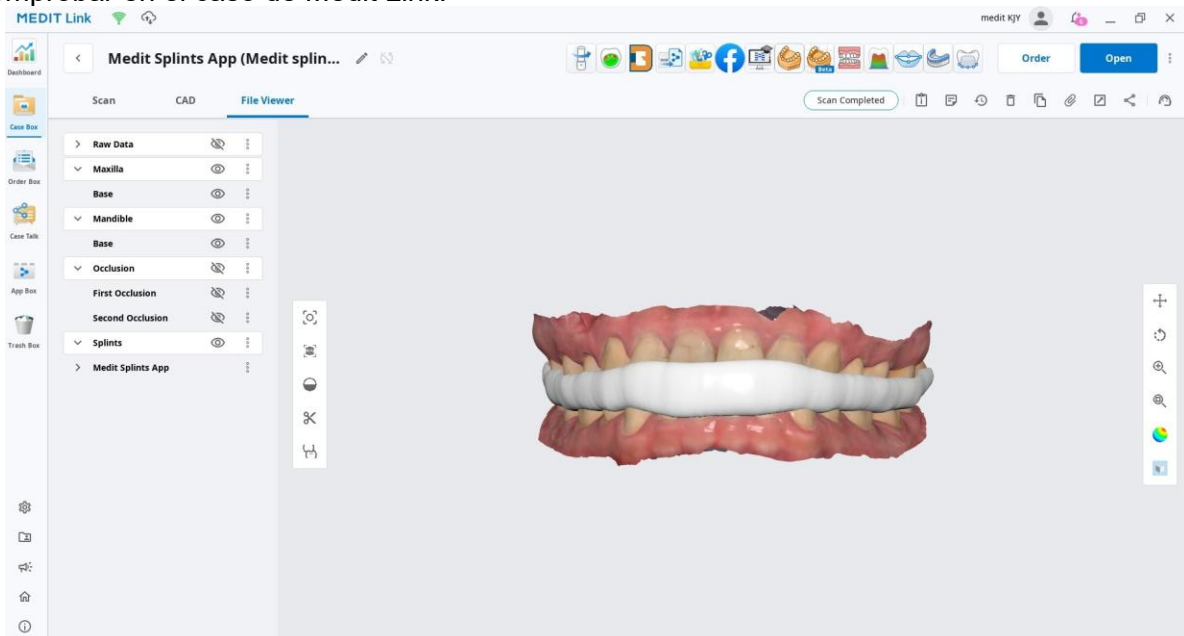 MEDIT Link
medit KJY
Medit Splints App (Medit splin...
Beta
Order
Open
Scan
CAD
File Viewer
Scan Completed
Dashboard
Case Box
Order Box
Case Talk
App Box
Trash Box
Raw Data
Maxilla
Base
Mandible
Base
Occlusion
First Occlusion
Second Occlusion
Splints
Medit Splints App